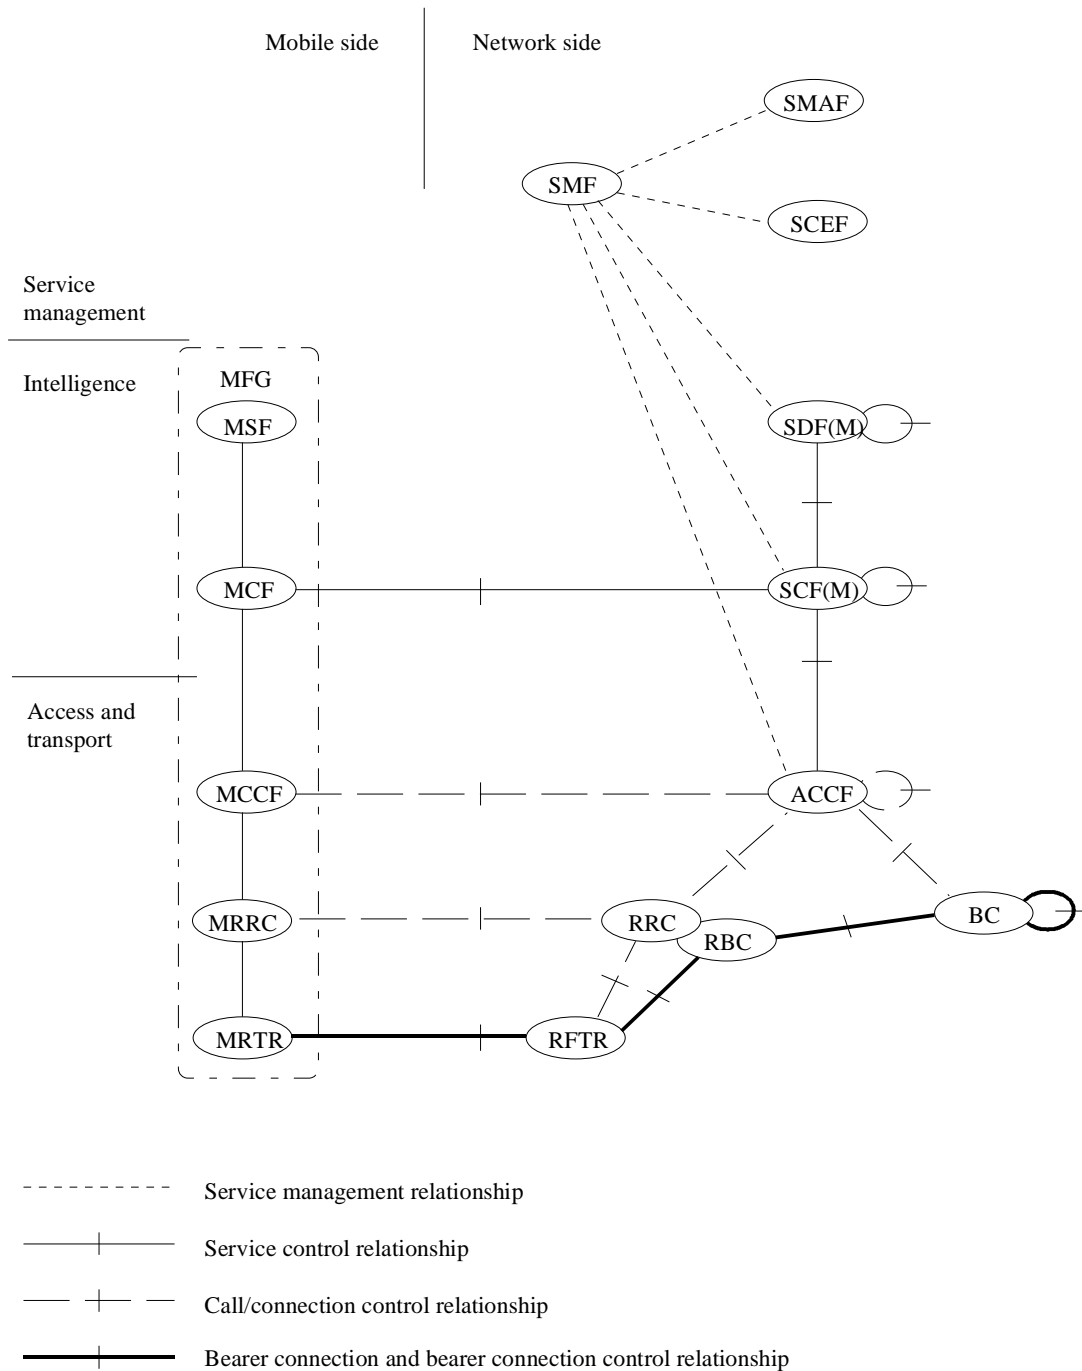 Mobile side
Network side
SMAF
SMF
SCEF
Service
management
Intelligence
MFG
MSF
SDF(M)
MCF
SCF(M)
Access and
transport
MCCF
ACCF
MRRC
RRC
RBC
BC
MRTR
RFTR
Service management relationship
Service control relationship
Call/connection control relationship
Bearer connection and bearer connection control relationship